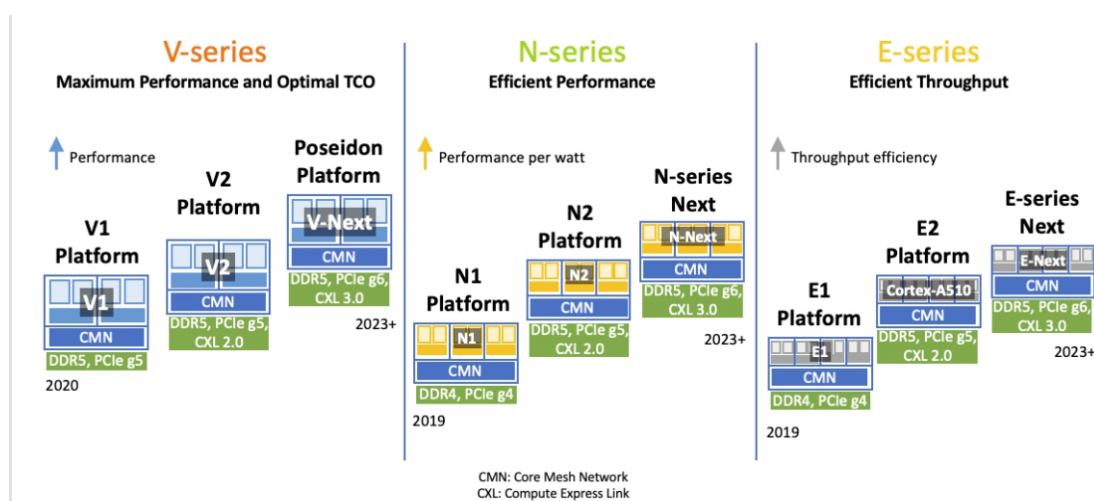 V-series
Maximum Performance and Optimal TCO
Performance
V1
Platform
V1
CMN
DDR5, PCIe g5
2020
V2
Platform
V2
CMN
DDR5, PCIe g5,
CXL 2.0
Poseidon
Platform
V-Next
CMN
DDR5, PCIe g6,
CXL 3.0
2023+
N-series
Efficient Performance
Performance per watt
N1
Platform
N1
CMN
DDR4, PCIe g4
2019
N2
Platform
N2
CMN
DDR5, PCIe g5,
CXL 2.0
N-series
Next
N-Next
CMN
DDR5, PCIe g6,
CXL 3.0
2023+
E-series
Efficient Throughput
Throughput efficiency
E1
Platform
E1
CMN
DDR4, PCIe g4
2019
E2
Platform
Cortex-A510
CMN
DDR5, PCIe g5,
CXL 2.0
E-series
Next
E-Next
CMN
DDR5, PCIe g6,
CXL 3.0
2023+
CMN: Core Mesh Network
CXL: Compute Express Link